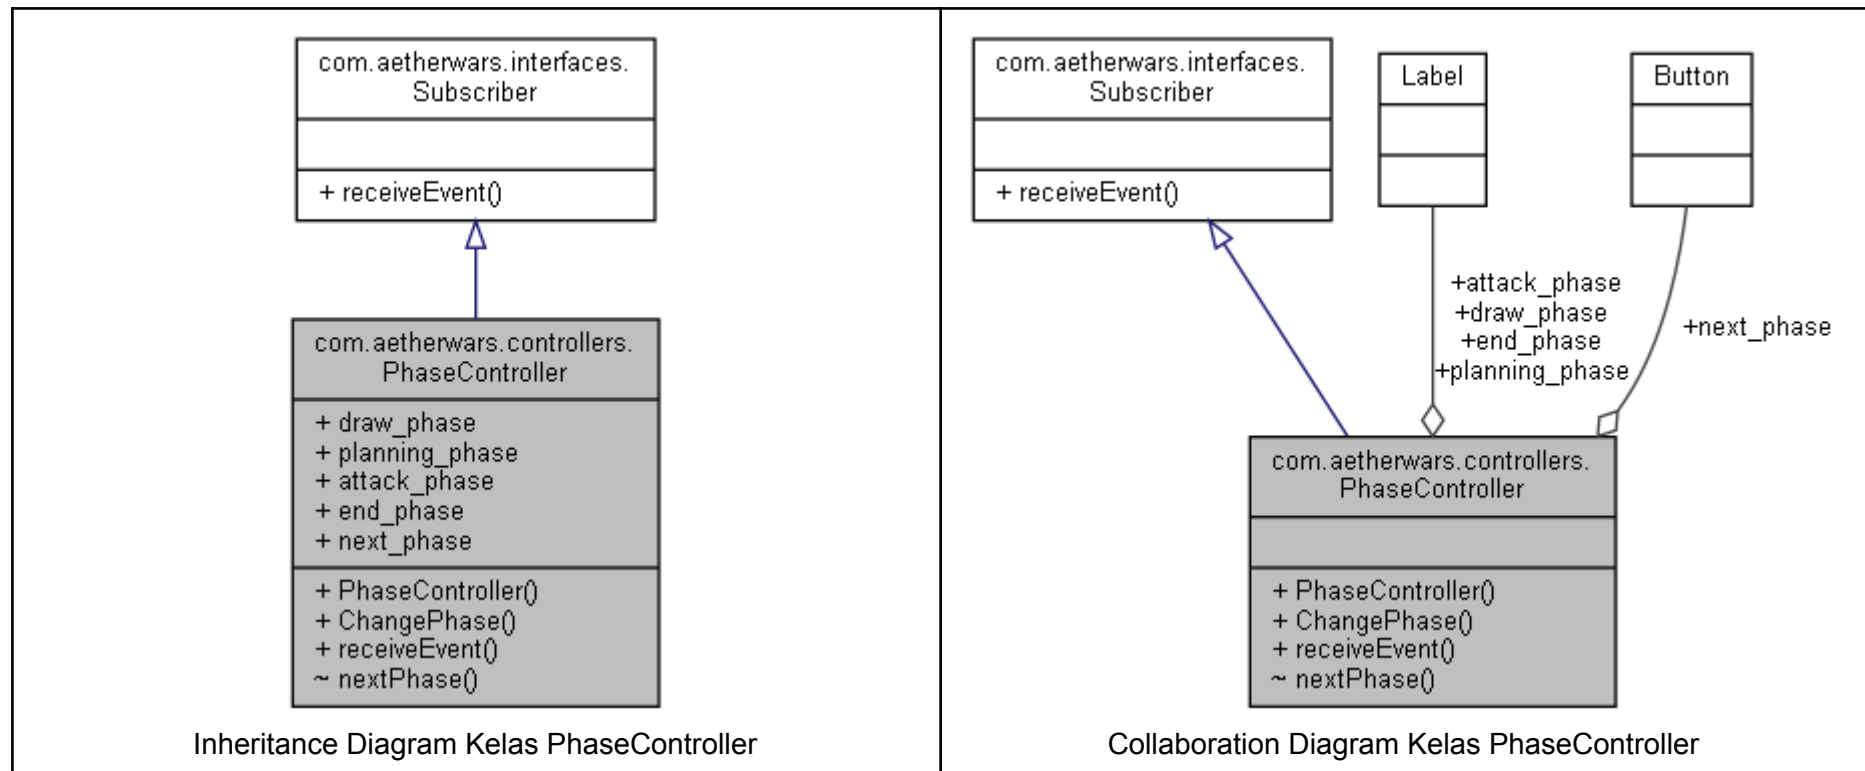 com.aetherwars.interfaces.
Subscriber
+ receiveEvent()
com.aetherwars.controllers.
PhaseController
+ draw_phase
+ planning_phase
+ attack_phase
+ end_phase
+ next_phase
+ PhaseController()
+ ChangePhase()
+ receiveEvent()
~ nextPhase()
Inheritance Diagram Kelas PhaseController
com.aetherwars.interfaces.
Subscriber
+ receiveEvent()
Label
Button
+attack_phase
+draw_phase
+end_phase
+planning_phase
+next_phase
com.aetherwars.controllers.
PhaseController
+ PhaseController()
+ ChangePhase()
+ receiveEvent()
~ nextPhase()
Collaboration Diagram Kelas PhaseController